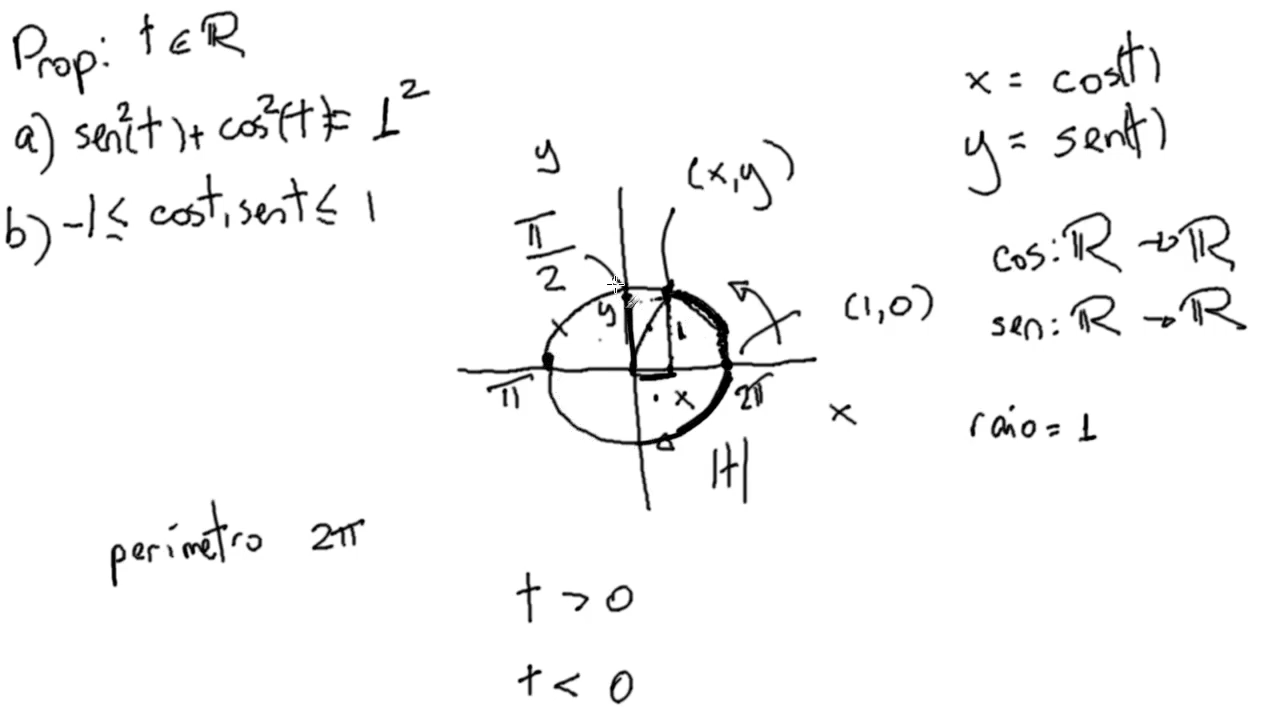 Prop: t ∈ ℝ
a) sen²(t) + cos²(t) = 1²
b) -1 ≤ cost, sent ≤ 1
x = cos(t)
y = sen(t)
cos: ℝ → ℝ
sen: ℝ → ℝ
raio = 1
y
(x,y)
π/2
(1,0)
y
1
π
x
2π
x
|t|
perímetro 2π
t > 0
t < 0